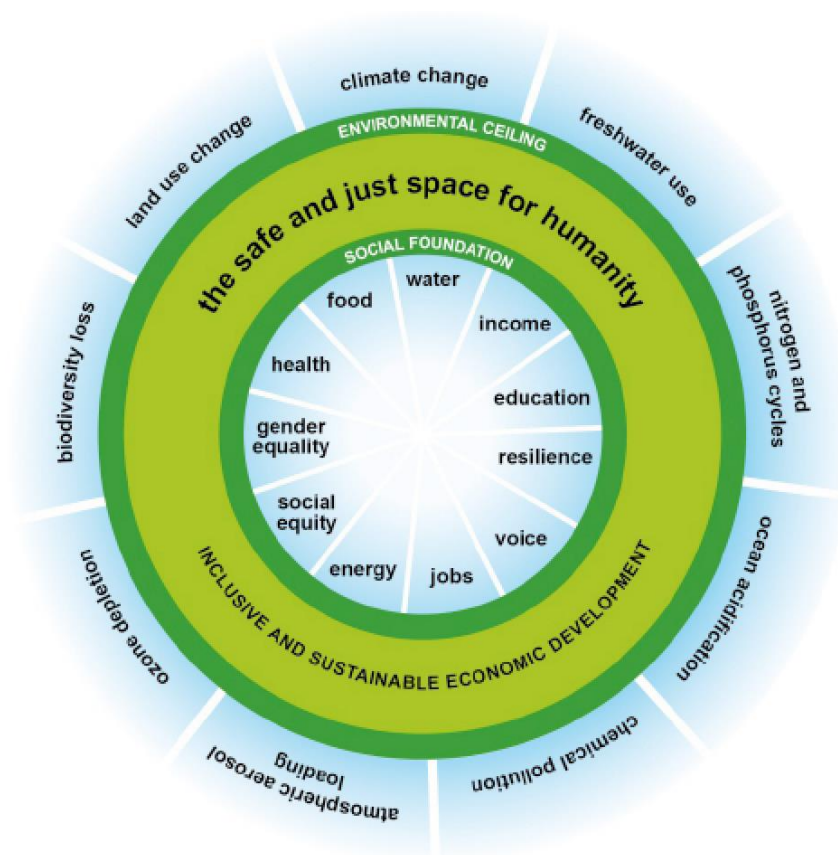 climate change
freshwater use
nitrogen and
phosphorus cycles
ocean acidification
chemical pollution
atmospheric aerosol
loading
ozone depletion
biodiversity loss
land use change
ENVIRONMENTAL CEILING
the safe and just space for humanity
SOCIAL FOUNDATION
water
income
education
resilience
voice
jobs
energy
social
equity
gender
equality
health
food
INCLUSIVE AND SUSTAINABLE ECONOMIC DEVELOPMENT